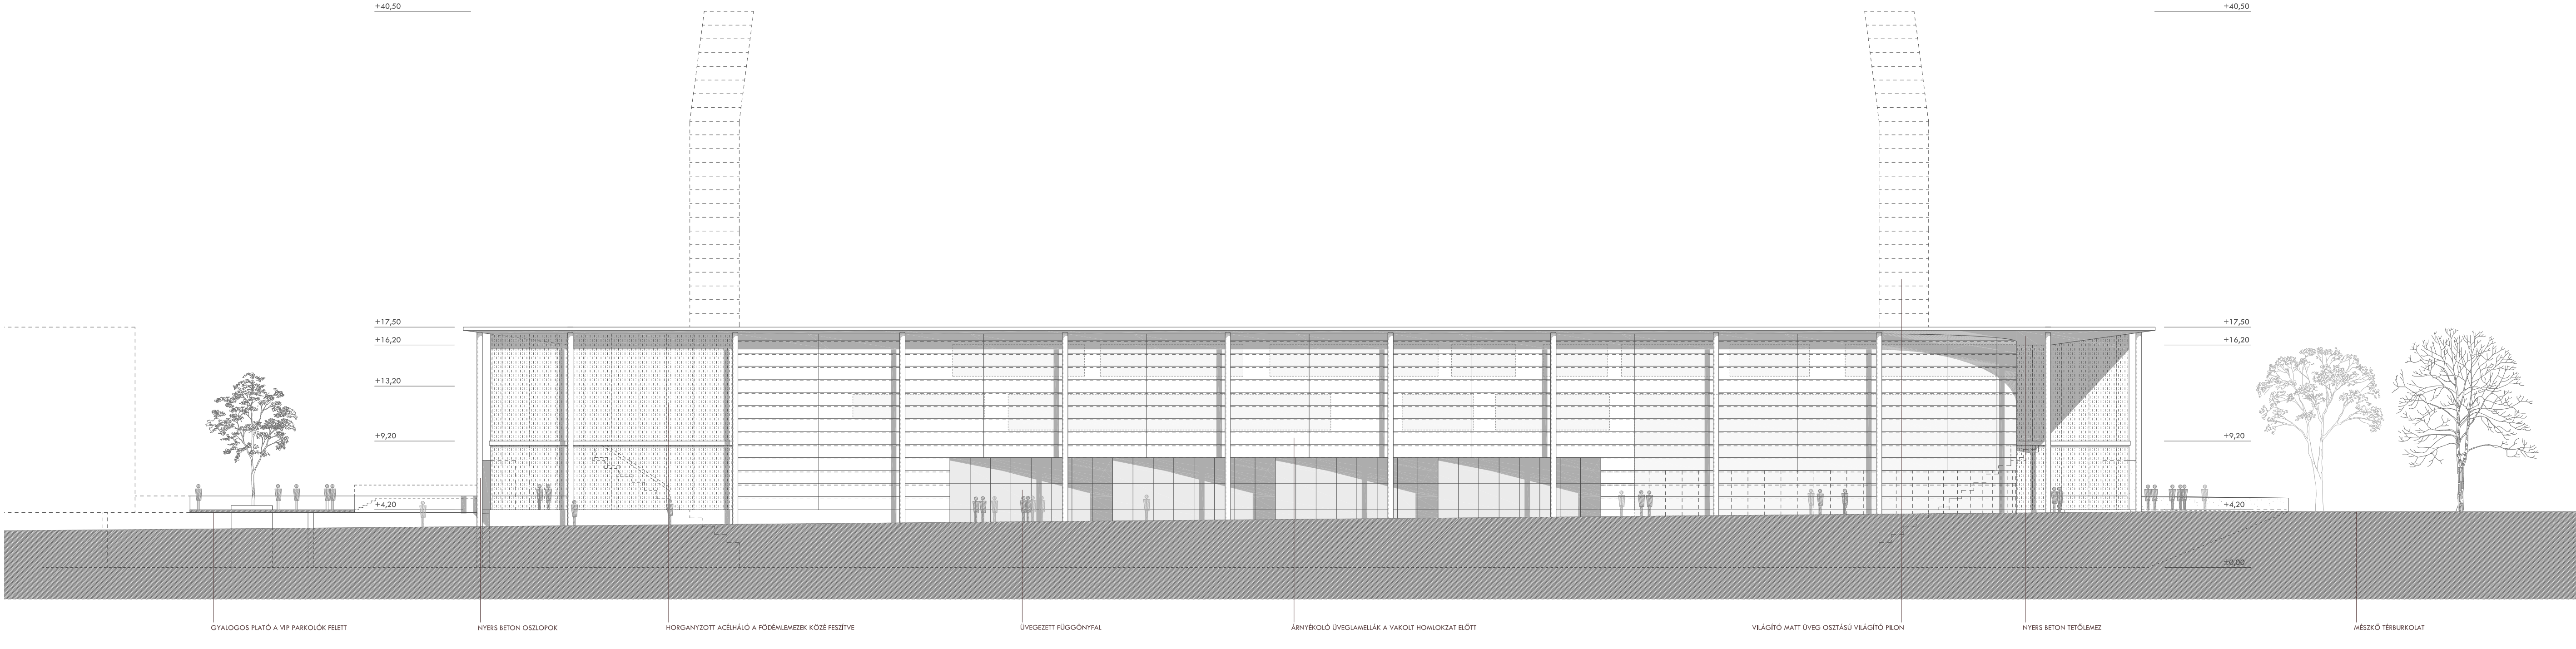 +40,50
+40,50
+17,50
+17,50
+16,20
+16,20
+13,20
+9,20
+9,20
+4,20
+4,20
±0,00
GYALOGOS PLATÓ A VIP PARKOLÓK FELETT
NYERS BETON OSZLOPOK
HORGANYZOTT ACÉLHÁLÓ A FÖDÉMLEMEZEK KÖZÉ FESZÍTVE
ÜVEGEZETT FÜGGÖNYFAL
ÁRNYÉKOLÓ ÜVEGLAMELLÁK A VAKOLT HOMLOKZAT ELŐTT
VILÁGÍTÓ MATT ÜVEG OSZTÁSÚ VILÁGÍTÓ PILON
NYERS BETON TETŐLEMEZ
MÉSZKŐ TÉRBURKOLAT